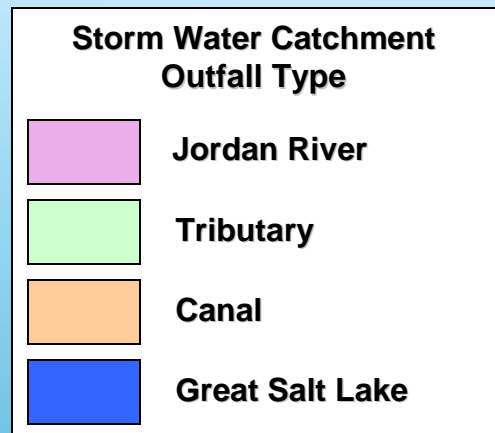 Storm Water Catchment
Outfall Type
Jordan River
Tributary
Canal
Great Salt Lake